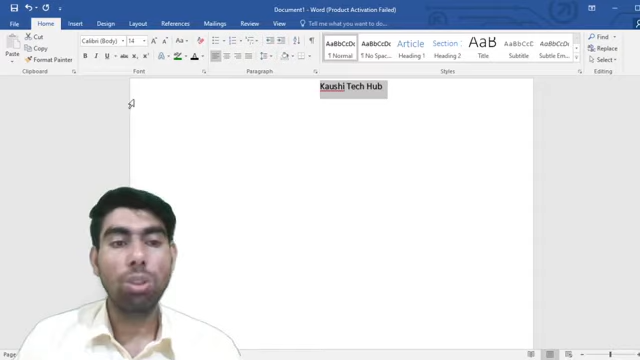 Document1 - Word (Product Activation Failed)
File Home Insert Design Layout References Mailings Review View Tell me what you want to do...
Paste
Cut
Copy
Format Painter
Calibri (Body) 14
AaBbCcDc AaBbCcDc Article Section AaB AaBbCcD AaBbCcDc
¶ Normal ¶ No Spac... Heading 1 Heading 2 Title Subtitle Subtle Em...
Find
Replace
Select
Clipboard Font Paragraph Styles Editing
Kaushi Tech Hub
Page